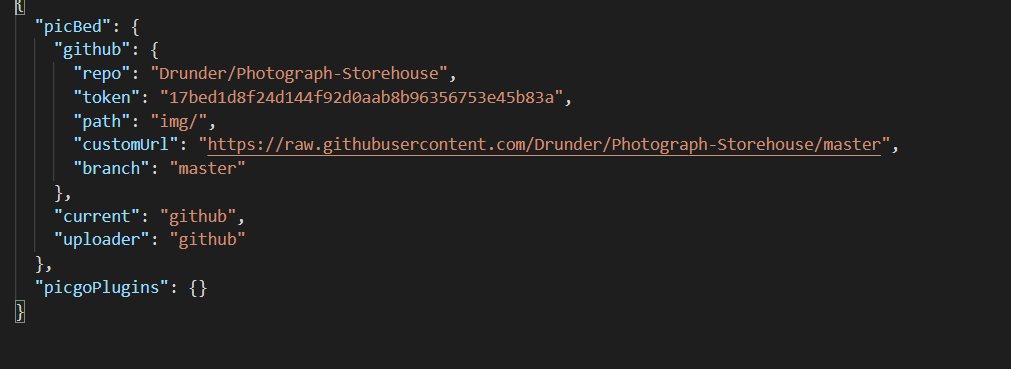 {
"picBed": {
"github": {
"repo": "Drunder/Photograph-Storehouse",
"token": "17bed1d8f24d144f92d0aab8b96356753e45b83a",
"path": "img/",
"customUrl": "https://raw.githubusercontent.com/Drunder/Photograph-Storehouse/master",
"branch": "master"
},
"current": "github",
"uploader": "github"
},
"picgoPlugins": {}
}